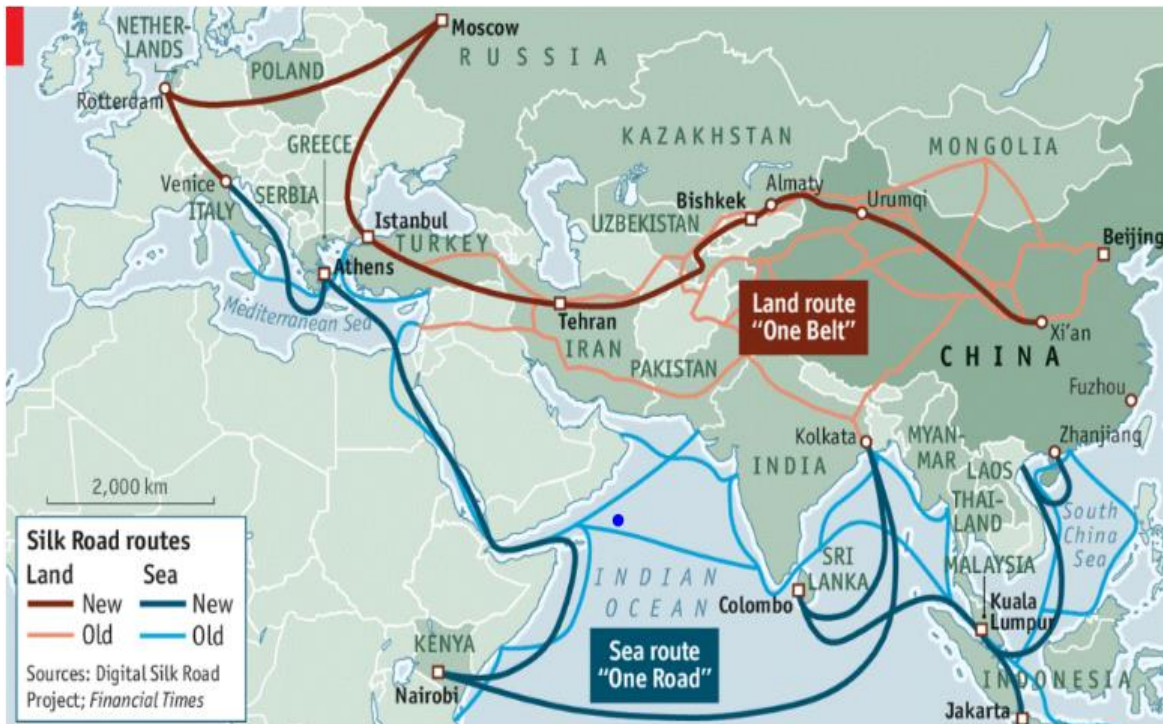 NETHER-
LANDS
Moscow
RUSSIA
POLAND
Rotterdam
GREECE
KAZAKHSTAN
MONGOLIA
Venice
ITALY
SERBIA
Bishkek
Almaty
Urumqi
Istanbul
TURKEY
UZBEKISTAN
Beijing
Athens
Mediterranean Sea
Land route
“One Belt”
Tehran
IRAN
Xi’an
PAKISTAN
CHINA
Fuzhou
Kolkata
MYAN-
MAR
Zhanjiang
INDIA
LAOS
THAI-
LAND
South
China
Sea
2,000 km
Silk Road routes
Land
Sea
New
New
Old
Old
Sources: Digital Silk Road
Project; Financial Times
SRI
LANKA
MALAYSIA
INDIAN
OCEAN
Colombo
Kuala
Lumpur
KENYA
Sea route
“One Road”
Nairobi
INDONESIA
Jakarta